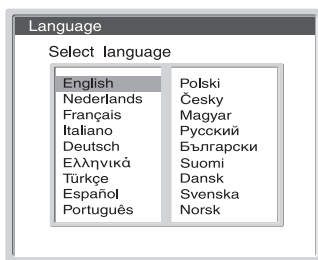 Language
Select language
English
Nederlands
Français
Italiano
Deutsch
Ελληνικά
Türkçe
Español
Português
Polski
Česky
Magyar
Русский
Български
Suomi
Dansk
Svenska
Norsk